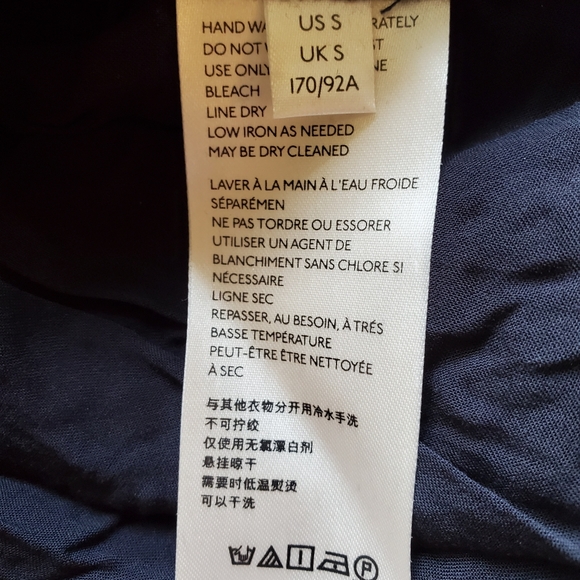 US S
UK S
170/92A
HAND RATELY
DO NOT
USE ONLY
BLEACH
LINE DRY
LOW IRON AS NEEDED
MAY BE DRY CLEANED
LAVER À LA MAIN À L'EAU FROIDE
SÉPARÉMEN
NE PAS TORDRE OU ESSORER
UTILISER UN AGENT DE
BLANCHIMENT SANS CHLORE SI
NÉCESSAIRE
LIGNE SEC
REPASSER, AU BESOIN, À TRÉS
BASSE TEMPÉRATURE
PEUT-ÊTRE ÊTRE NETTOYÉE
À SEC
与其他衣物分开用冷水手洗
不可拧绞
仅使用无氯漂白剂
悬挂晾干
需要时低温熨烫
可以干洗
P